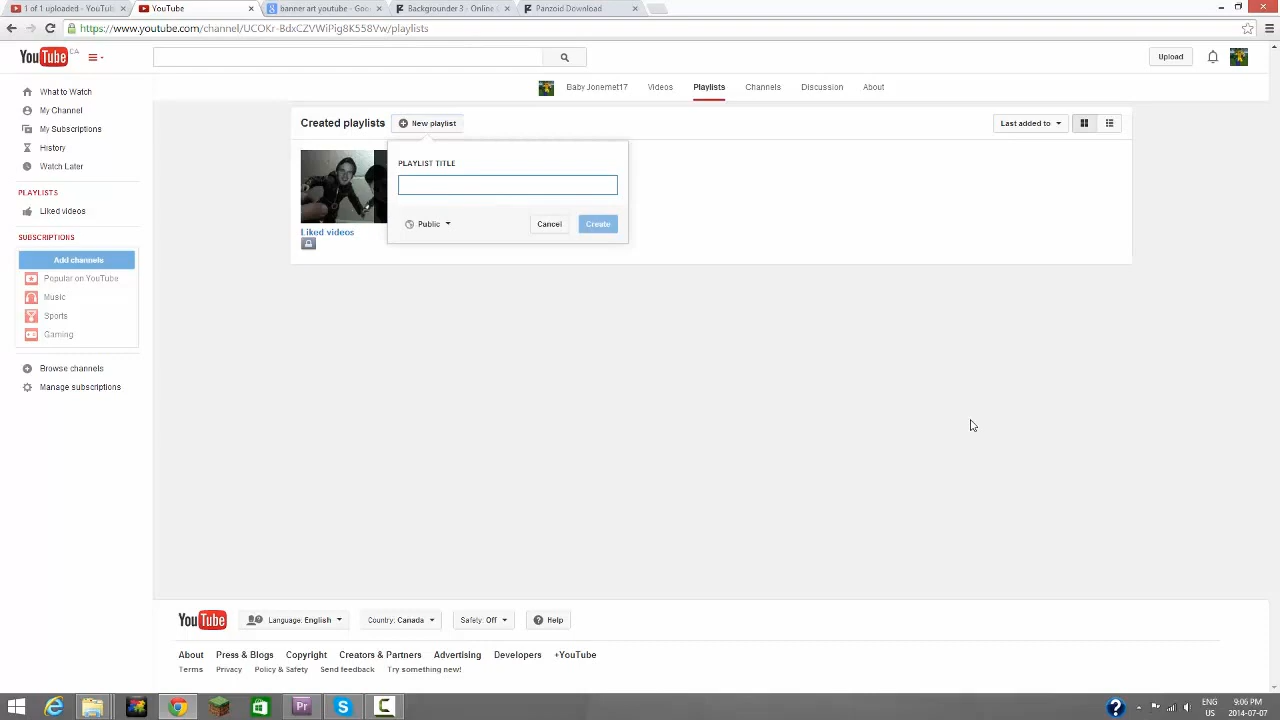 1 of 1 uploaded - YouTu
YouTube
banner art youtube - Goo
Backgrounder 3 - Online G
Panzoid Download
https://www.youtube.com/channel/UCOKr-BdxCZVWiPig8K558Vw/playlists
YouTube CA
Upload
Baby Jonemet17
Videos
Playlists
Channels
Discussion
About
What to Watch
My Channel
My Subscriptions
History
Watch Later
PLAYLISTS
Liked videos
SUBSCRIPTIONS
Add channels
Popular on YouTube
Music
Sports
Gaming
Browse channels
Manage subscriptions
Created playlists
New playlist
Last added to
PLAYLIST TITLE
Public
Cancel
Create
Liked videos
YouTube
Language: English
Country: Canada
Safety: Off
Help
About
Press & Blogs
Copyright
Creators & Partners
Advertising
Developers
+YouTube
Terms
Privacy
Policy & Safety
Send feedback
Try something new!
Pr
ENG
US
9:06 PM
2014-07-07